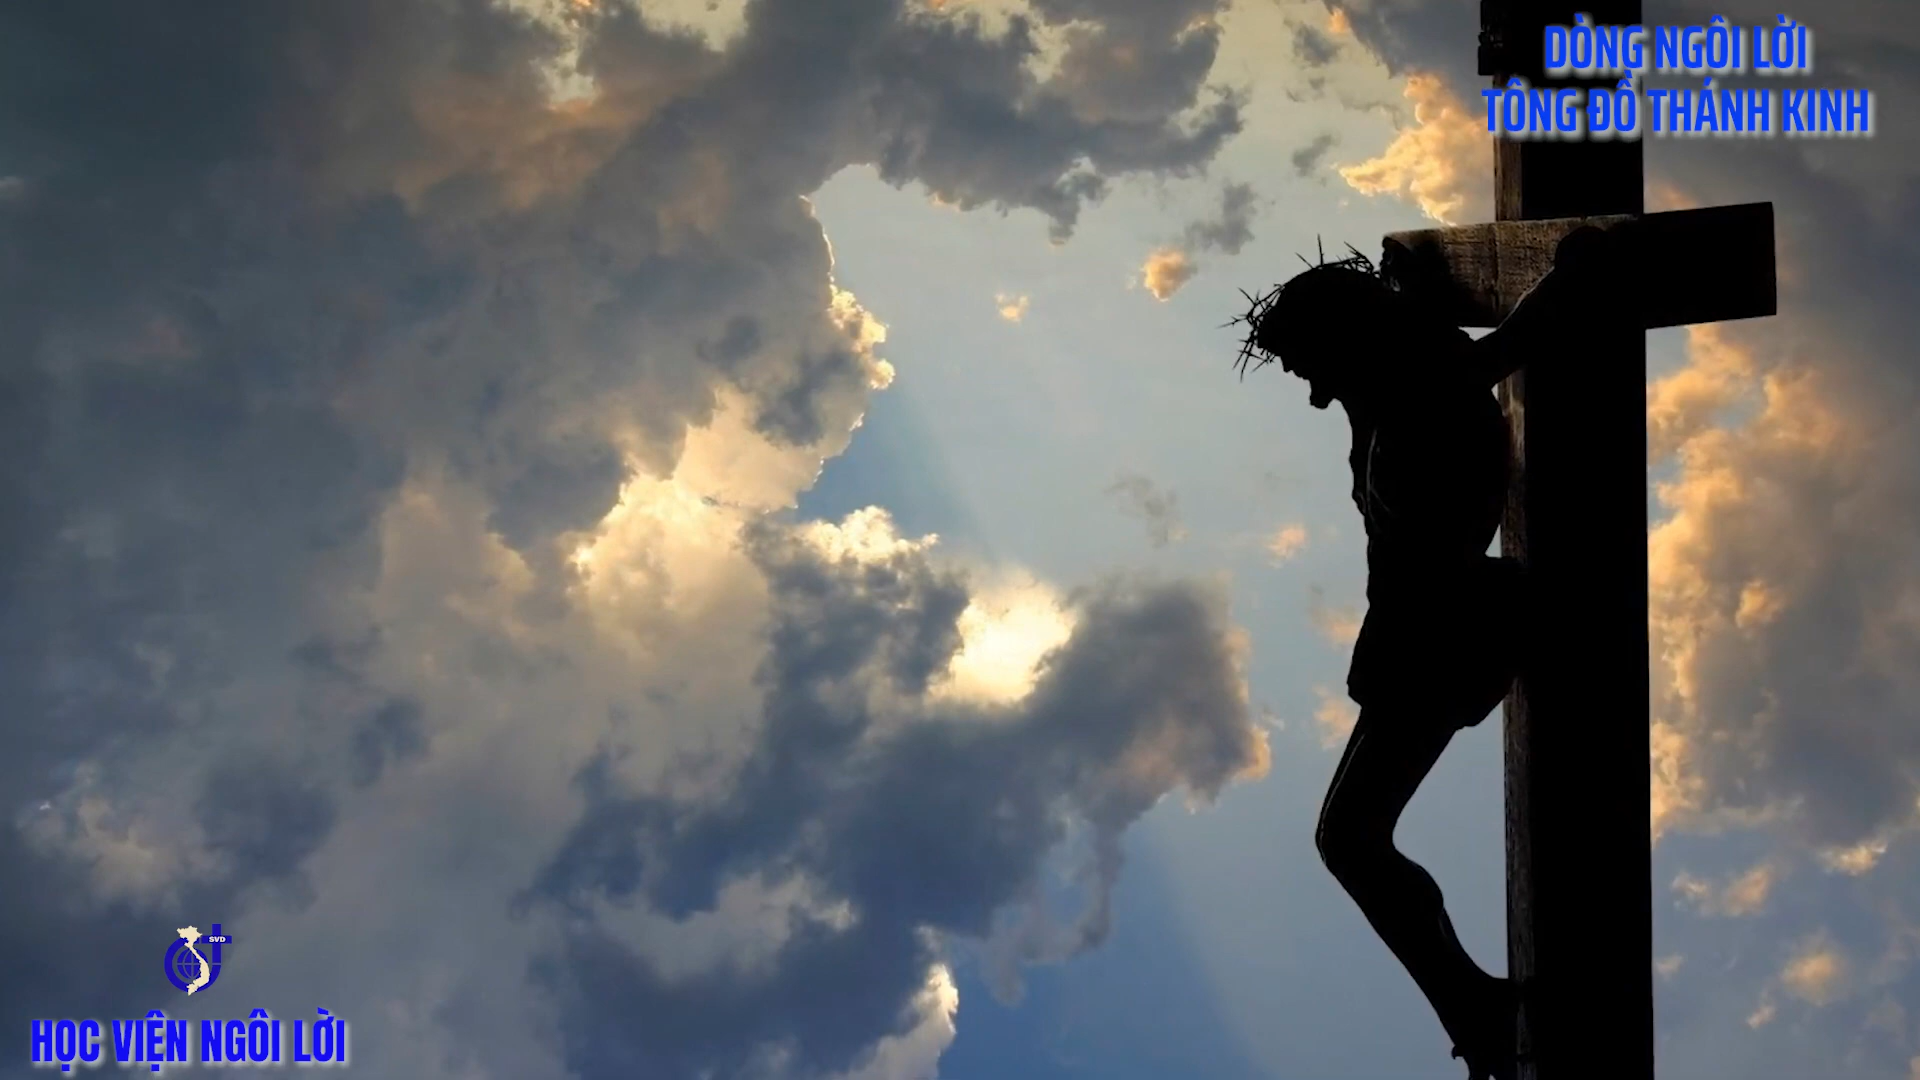 DÒNG NGÔI LỜI
TÔNG ĐỒ THÁNH KINH
SVD
HỌC VIỆN NGÔI LỜI